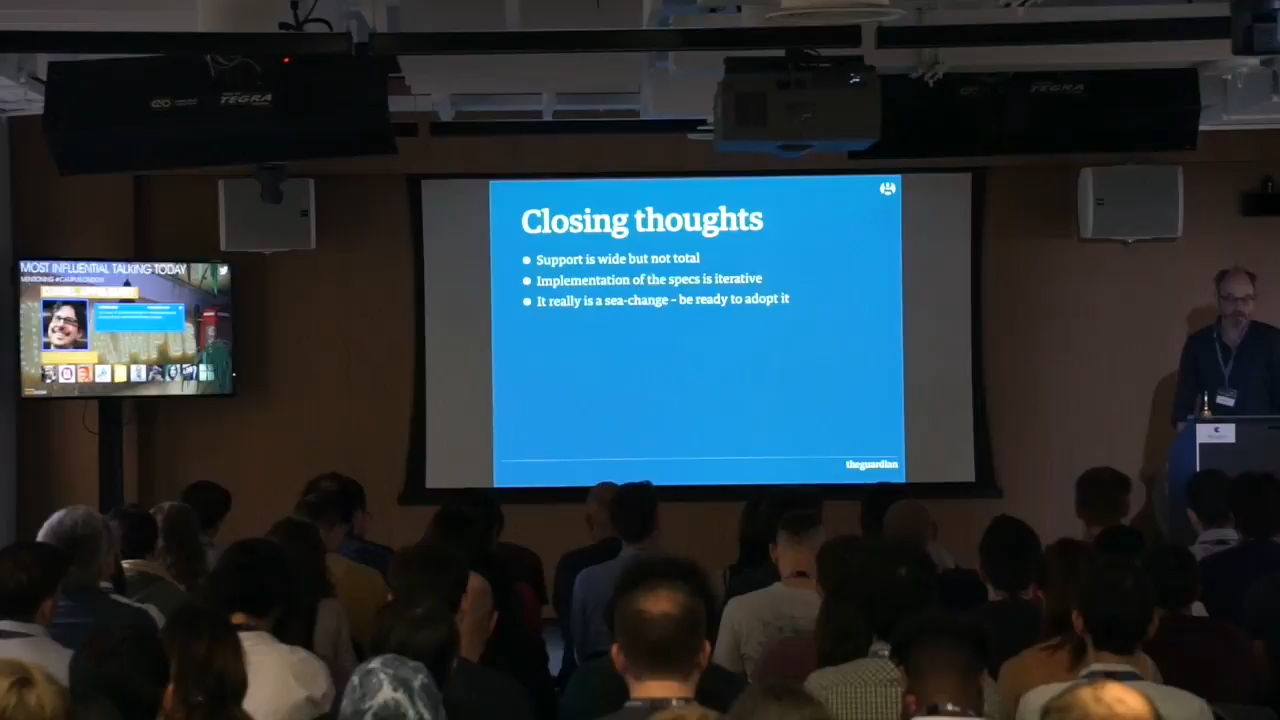 TEGRA
TEGRA
MOST INFLUENTIAL TALKING TODAY
Closing thoughts
Support is wide but not total
Implementation of the specs is iterative
It really is a sea-change – be ready to adopt it
theguardian